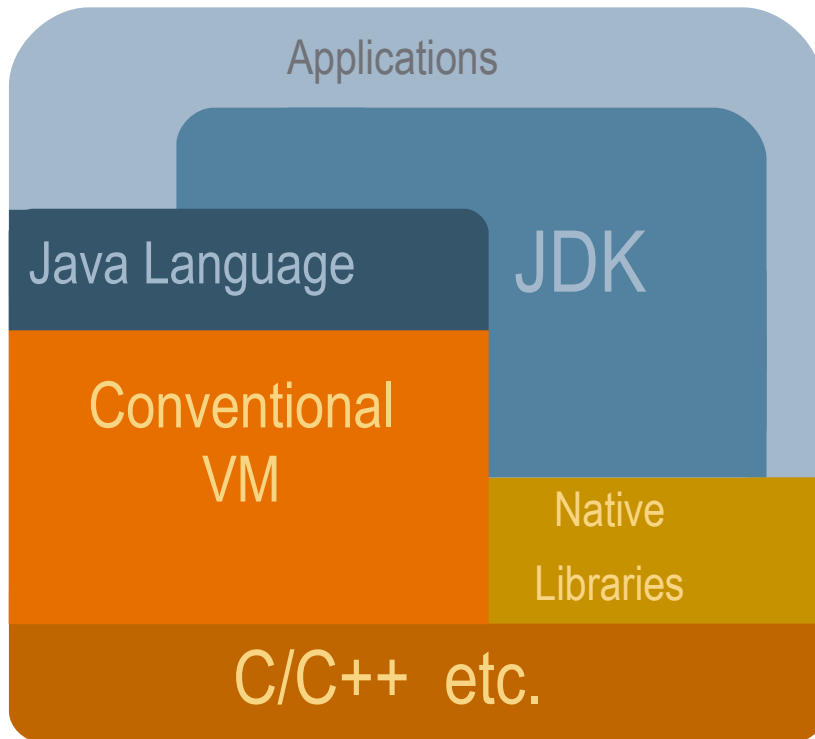 Applications
JDK
Java Language
Conventional
VM
Native
Libraries
C/C++ etc.